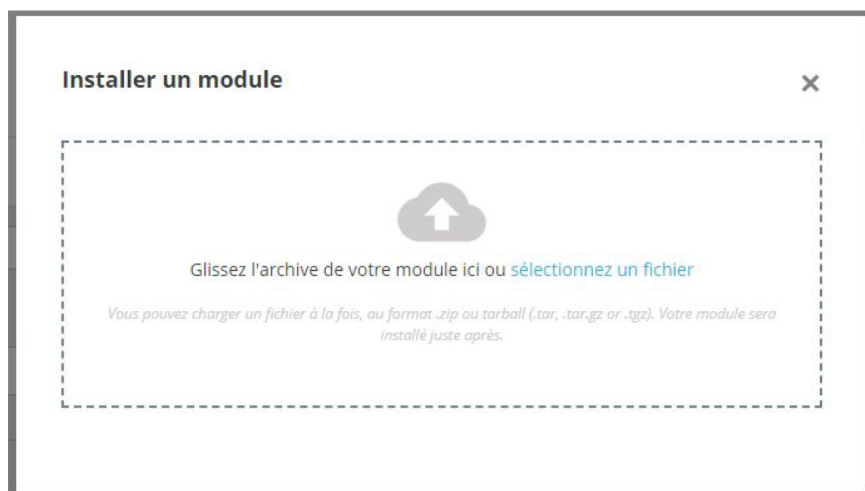 Installer un module
Glissez l'archive de votre module ici ou sélectionnez un fichier
Vous pouvez charger un fichier à la fois, au format .zip ou tarball (.tar, .tar.gz or .tgz). Votre module sera
installé juste après.